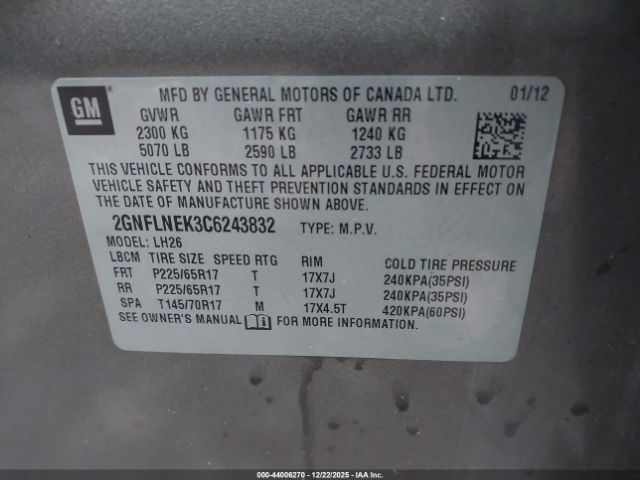 GM
MFD BY GENERAL MOTORS OF CANADA LTD. 01/12
GVWR GAWR FRT GAWR RR
2300 KG 1175 KG 1240 KG
5070 LB 2590 LB 2733 LB
THIS VEHICLE CONFORMS TO ALL APPLICABLE U.S. FEDERAL MOTOR
VEHICLE SAFETY AND THEFT PREVENTION STANDARDS IN EFFECT ON
THE DATE OF MANUFACTURE SHOWN ABOVE.
2GNFLNEK3C6243832 TYPE: M.P.V.
MODEL: LH26
LBCM TIRE SIZE SPEED RTG RIM COLD TIRE PRESSURE
FRT P225/65R17 T 17X7J 240KPA(35PSI)
RR P225/65R17 T 17X7J 240KPA(35PSI)
SPA T145/70R17 M 17X4.5T 420KPA(60PSI)
SEE OWNER'S MANUAL i FOR MORE INFORMATION.
000-44006270 - 12/22/2025 - IAAI.com